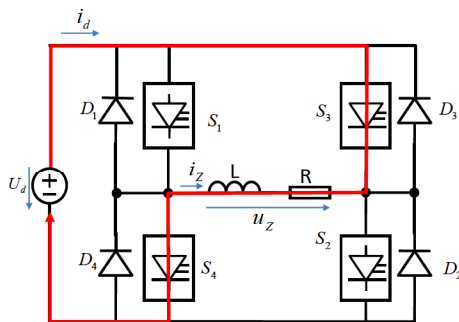 i_d
D_1
S_1
S_3
D_3
i_Z
L
R
U_d
u_Z
D_4
S_4
S_2
D_2